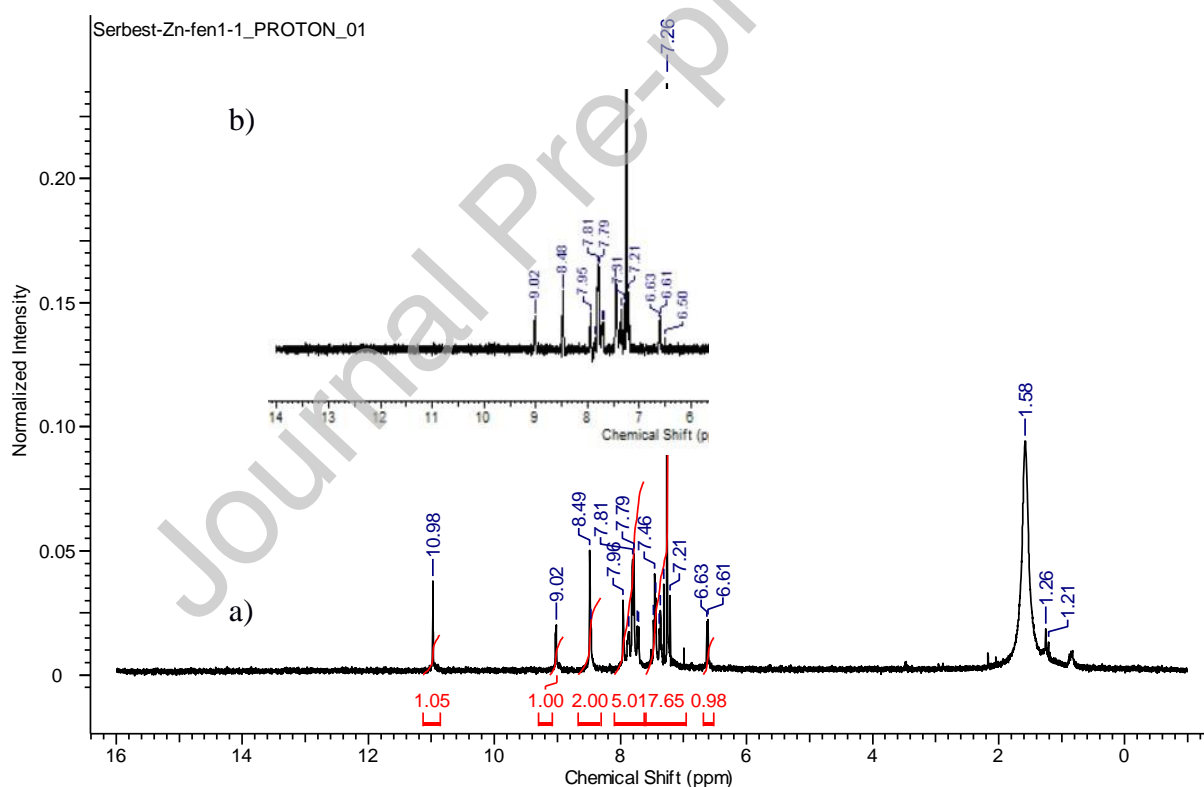 Serbest-Zn-fen1-1_PROTON_01
7.26
b)
0.20
0.15
0.10
0.05
0
Normalized Intensity
9.02
8.48
7.95
7.81
7.79
7.31
7.21
6.63
6.61
6.50
14 13 12 11 10 9 8 7 6
Chemical Shift (p
a)
10.98
9.02
8.49
7.81
7.96
7.79
7.46
7.21
6.63
6.61
1.58
1.26
1.21
1.05 1.00 2.00 5.01 7.65 0.98
16 14 12 10 8 6 4 2 0
Chemical Shift (ppm)
Journal Pre-p